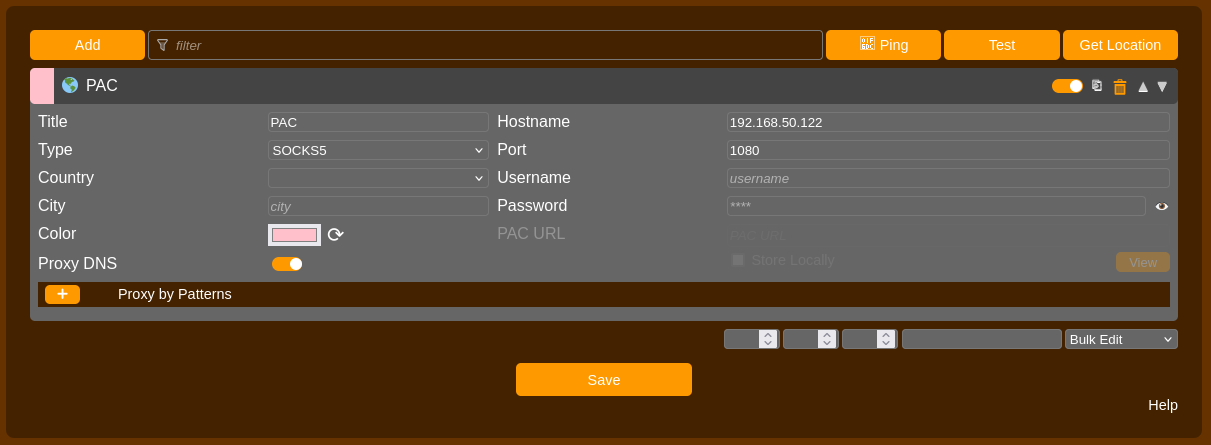 Add
filter
Ping
Test
Get Location
PAC
Title
PAC
Hostname
192.168.50.122
Type
SOCKS5
Port
1080
Country
Username
username
City
city
Password
****
Color
PAC URL
PAC URL
Proxy DNS
Store Locally
View
Proxy by Patterns
Bulk Edit
Save
Help